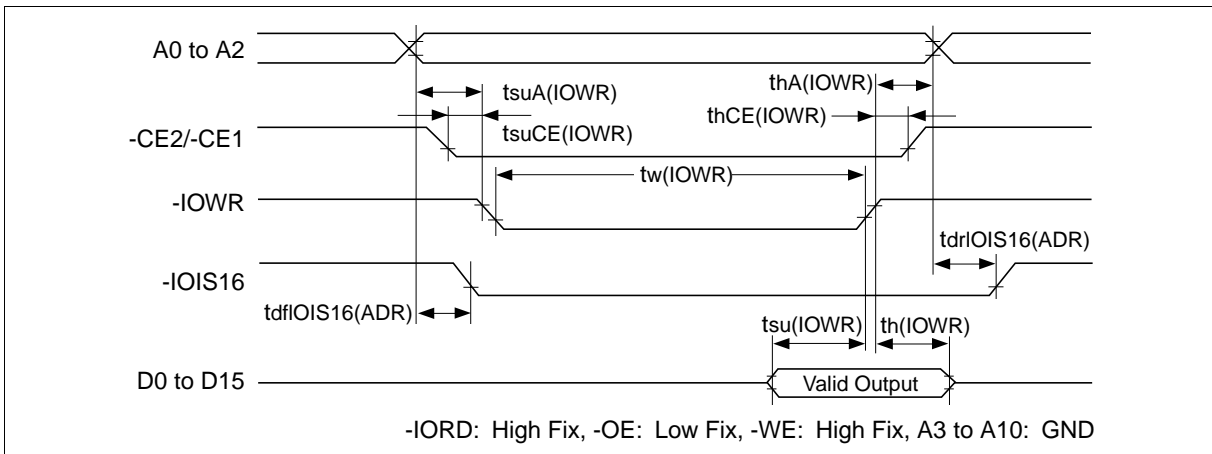 A0 to A2
tsuA(IOWR)
thA(IOWR)
thCE(IOWR)
-CE2/-CE1
tsuCE(IOWR)
tw(IOWR)
-IOWR
tdrIOIS16(ADR)
-IOIS16
tdfIOIS16(ADR)
tsu(IOWR)
th(IOWR)
D0 to D15
Valid Output
-IORD: High Fix, -OE: Low Fix, -WE: High Fix, A3 to A10: GND